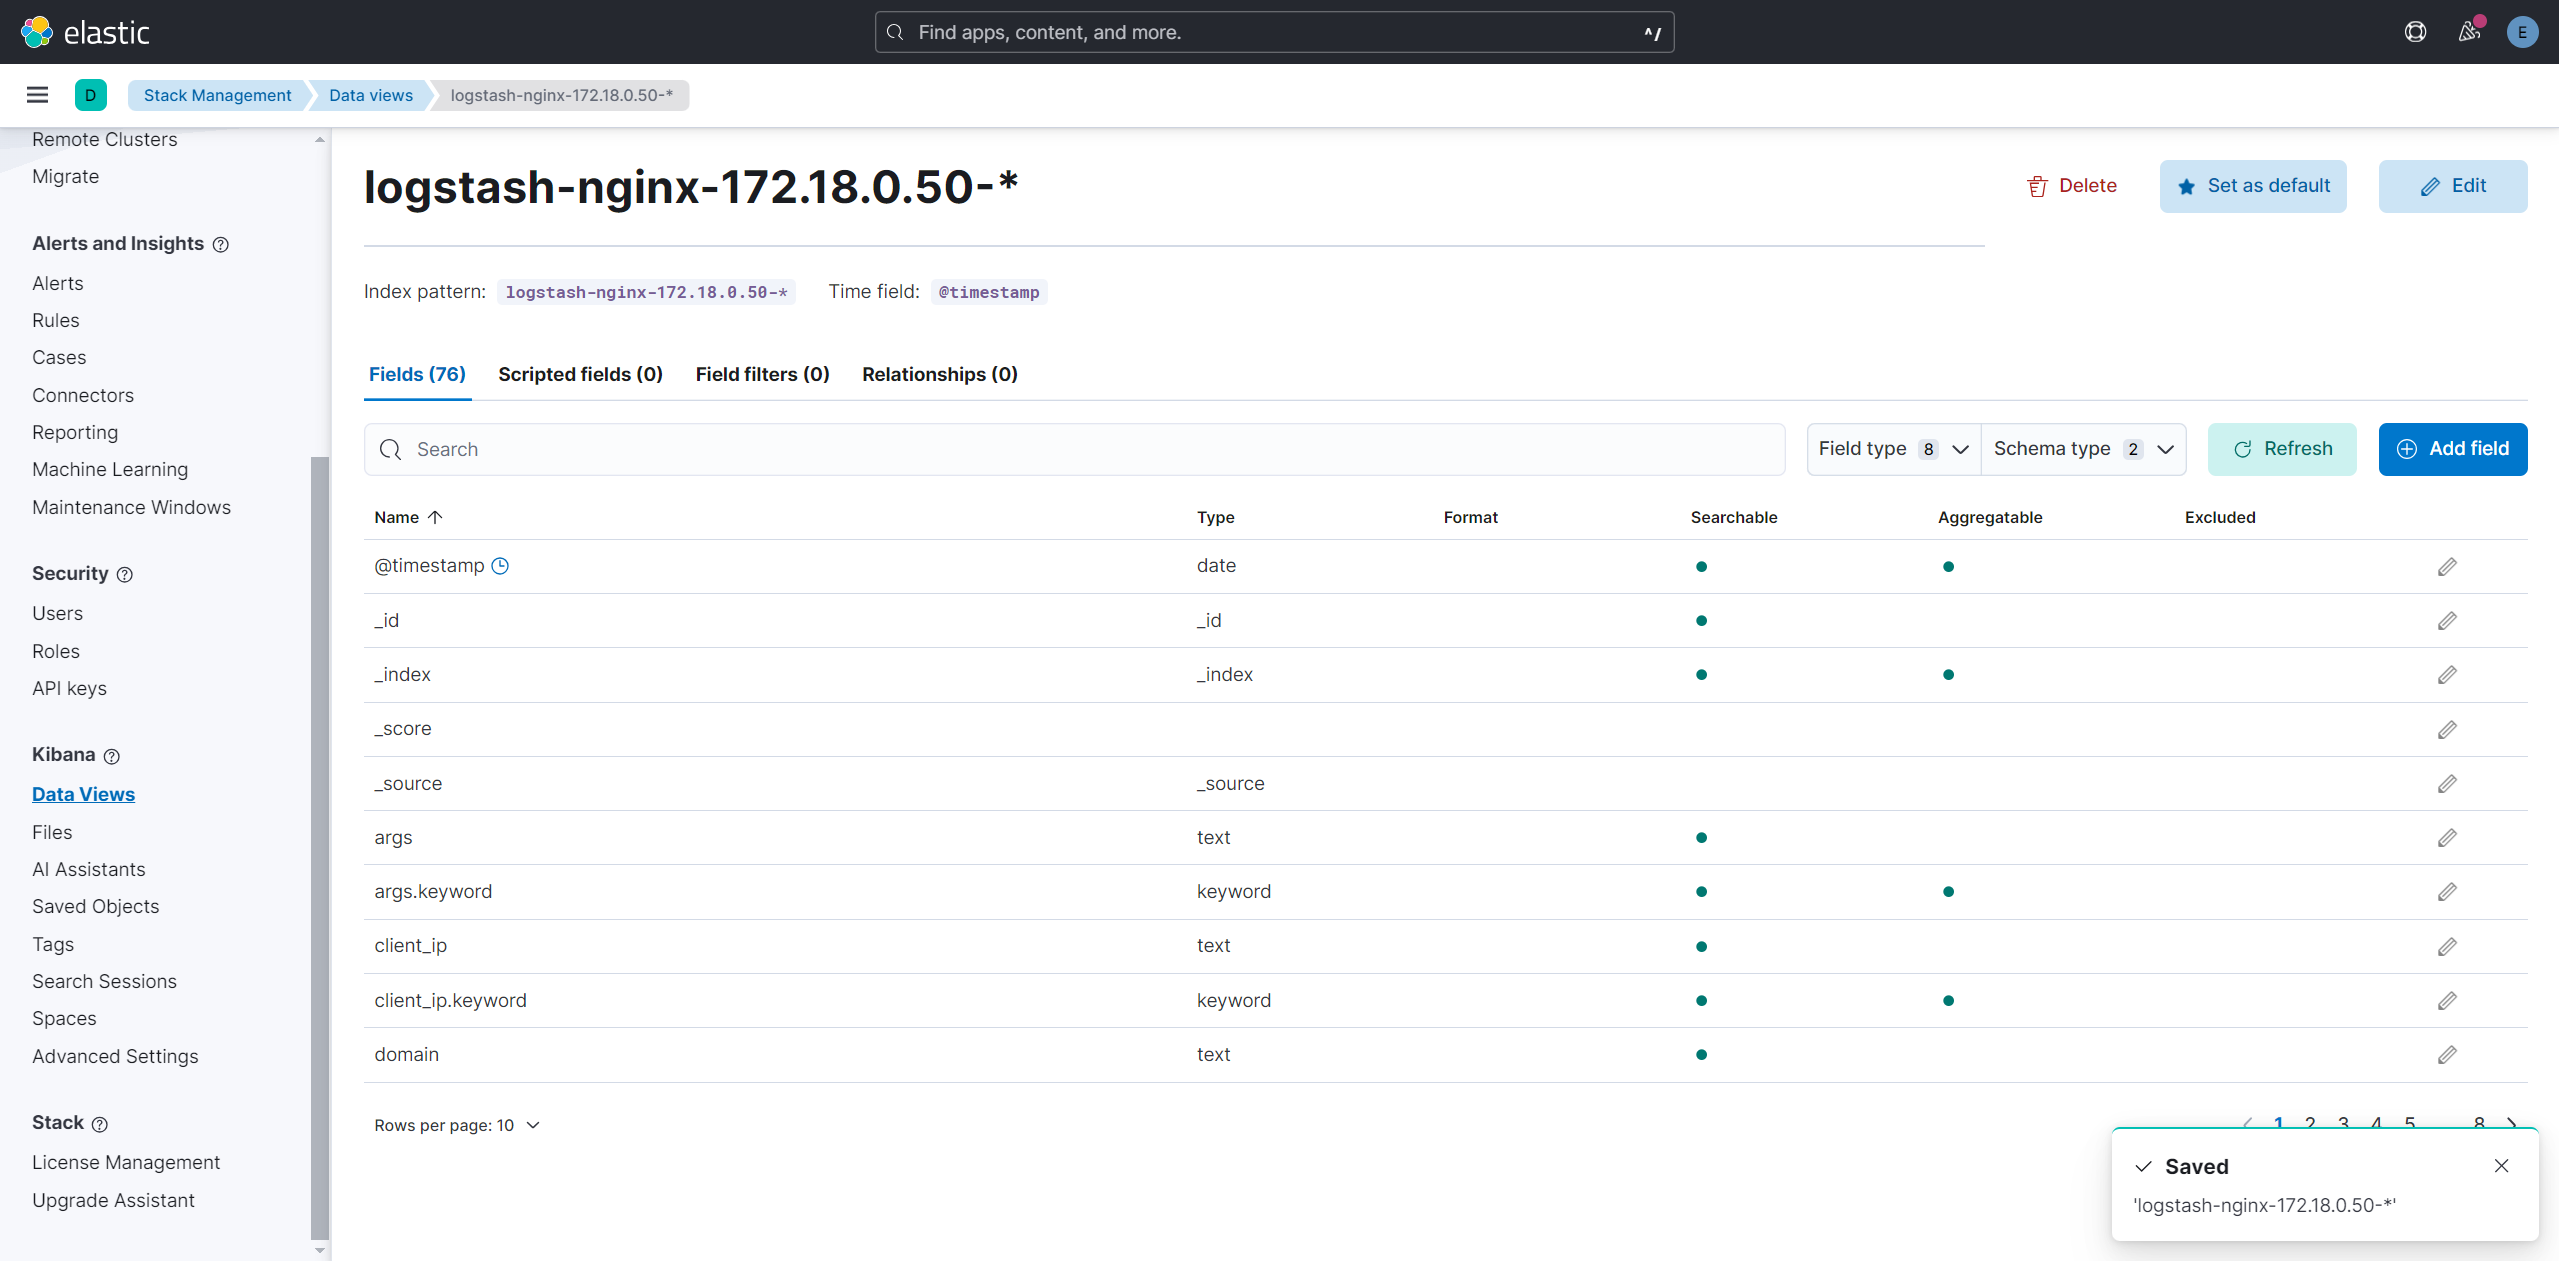 elastic
Find apps, content, and more.
^/
E
D
Stack Management
Data views
logstash-nginx-172.18.0.50-*
Remote Clusters
Migrate
Alerts and Insights
Alerts
Rules
Cases
Connectors
Reporting
Machine Learning
Maintenance Windows
Security
Users
Roles
API keys
Kibana
Data Views
Files
AI Assistants
Saved Objects
Tags
Search Sessions
Spaces
Advanced Settings
Stack
License Management
Upgrade Assistant
logstash-nginx-172.18.0.50-*
Delete
Set as default
Edit
Index pattern: logstash-nginx-172.18.0.50-* Time field: @timestamp
Fields (76) Scripted fields (0) Field filters (0) Relationships (0)
Search
Field type 8
Schema type 2
Refresh
Add field
Name Type Format Searchable Aggregatable Excluded
@timestamp date
_id _id
_index _index
_score
_source _source
args text
args.keyword keyword
client_ip text
client_ip.keyword keyword
domain text
Rows per page: 10
1 2 3 4 5 8
Saved
'logstash-nginx-172.18.0.50-*'